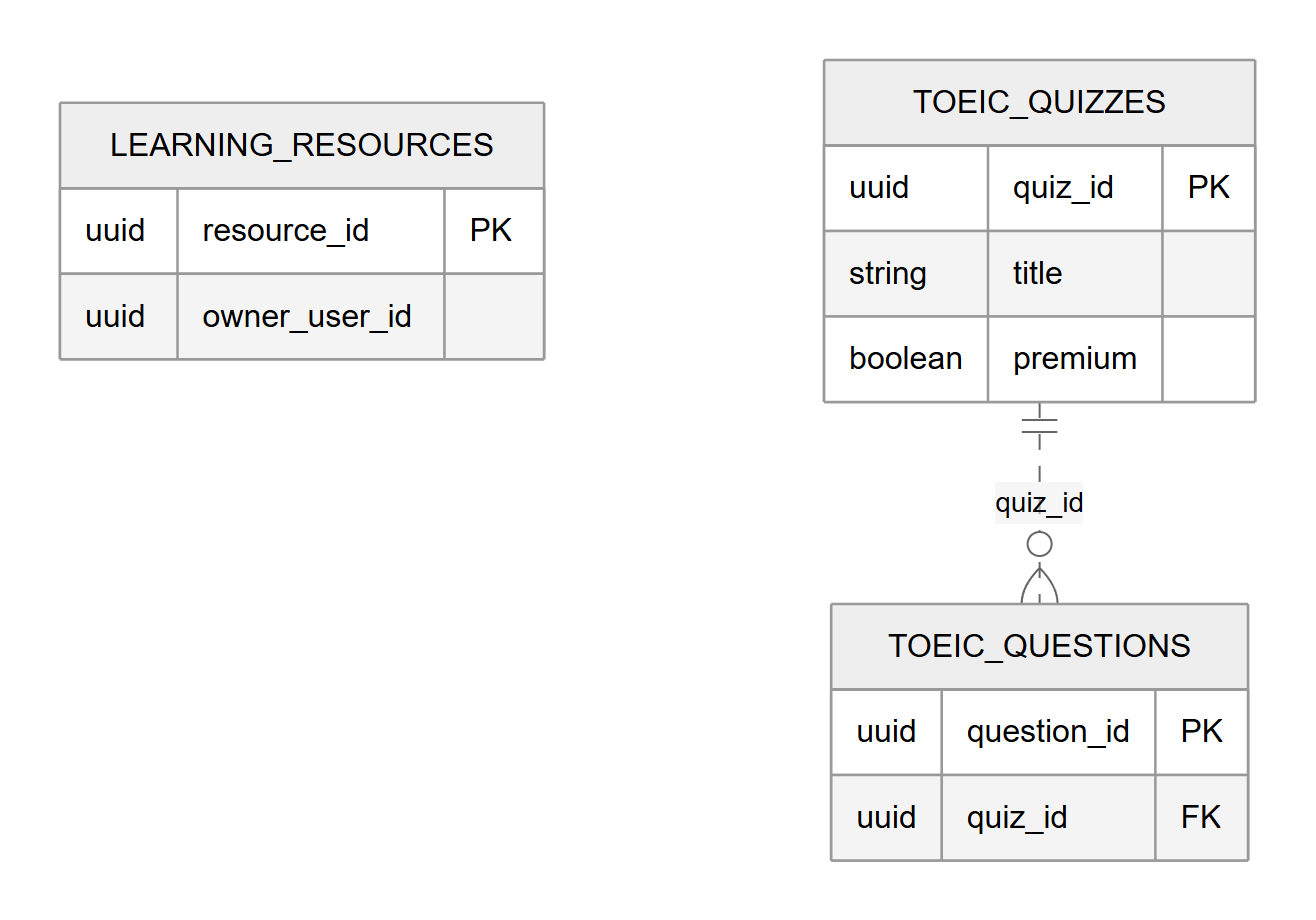 LEARNING_RESOURCES
uuid resource_id PK
uuid owner_user_id
TOEIC_QUIZZES
uuid quiz_id PK
string title
boolean premium
quiz_id
TOEIC_QUESTIONS
uuid question_id PK
uuid quiz_id FK